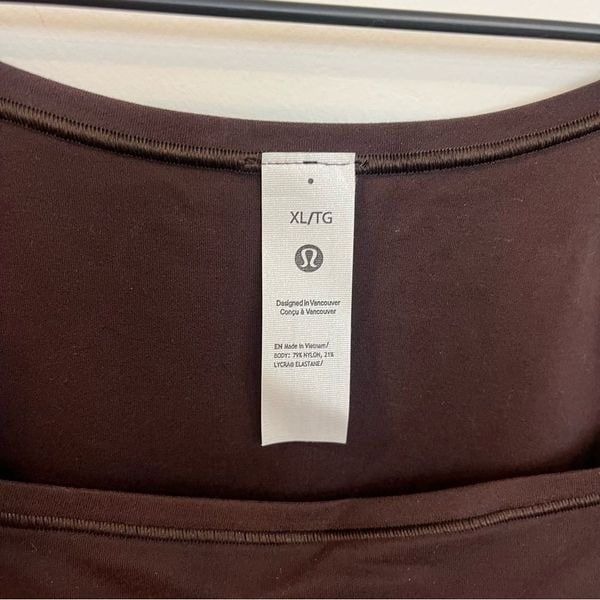 XL/TG
Designed in Vancouver
Conçu à Vancouver
EN Made in Vietnam/
BODY: 79% NYLON, 21%
LYCRA® ELASTANE/